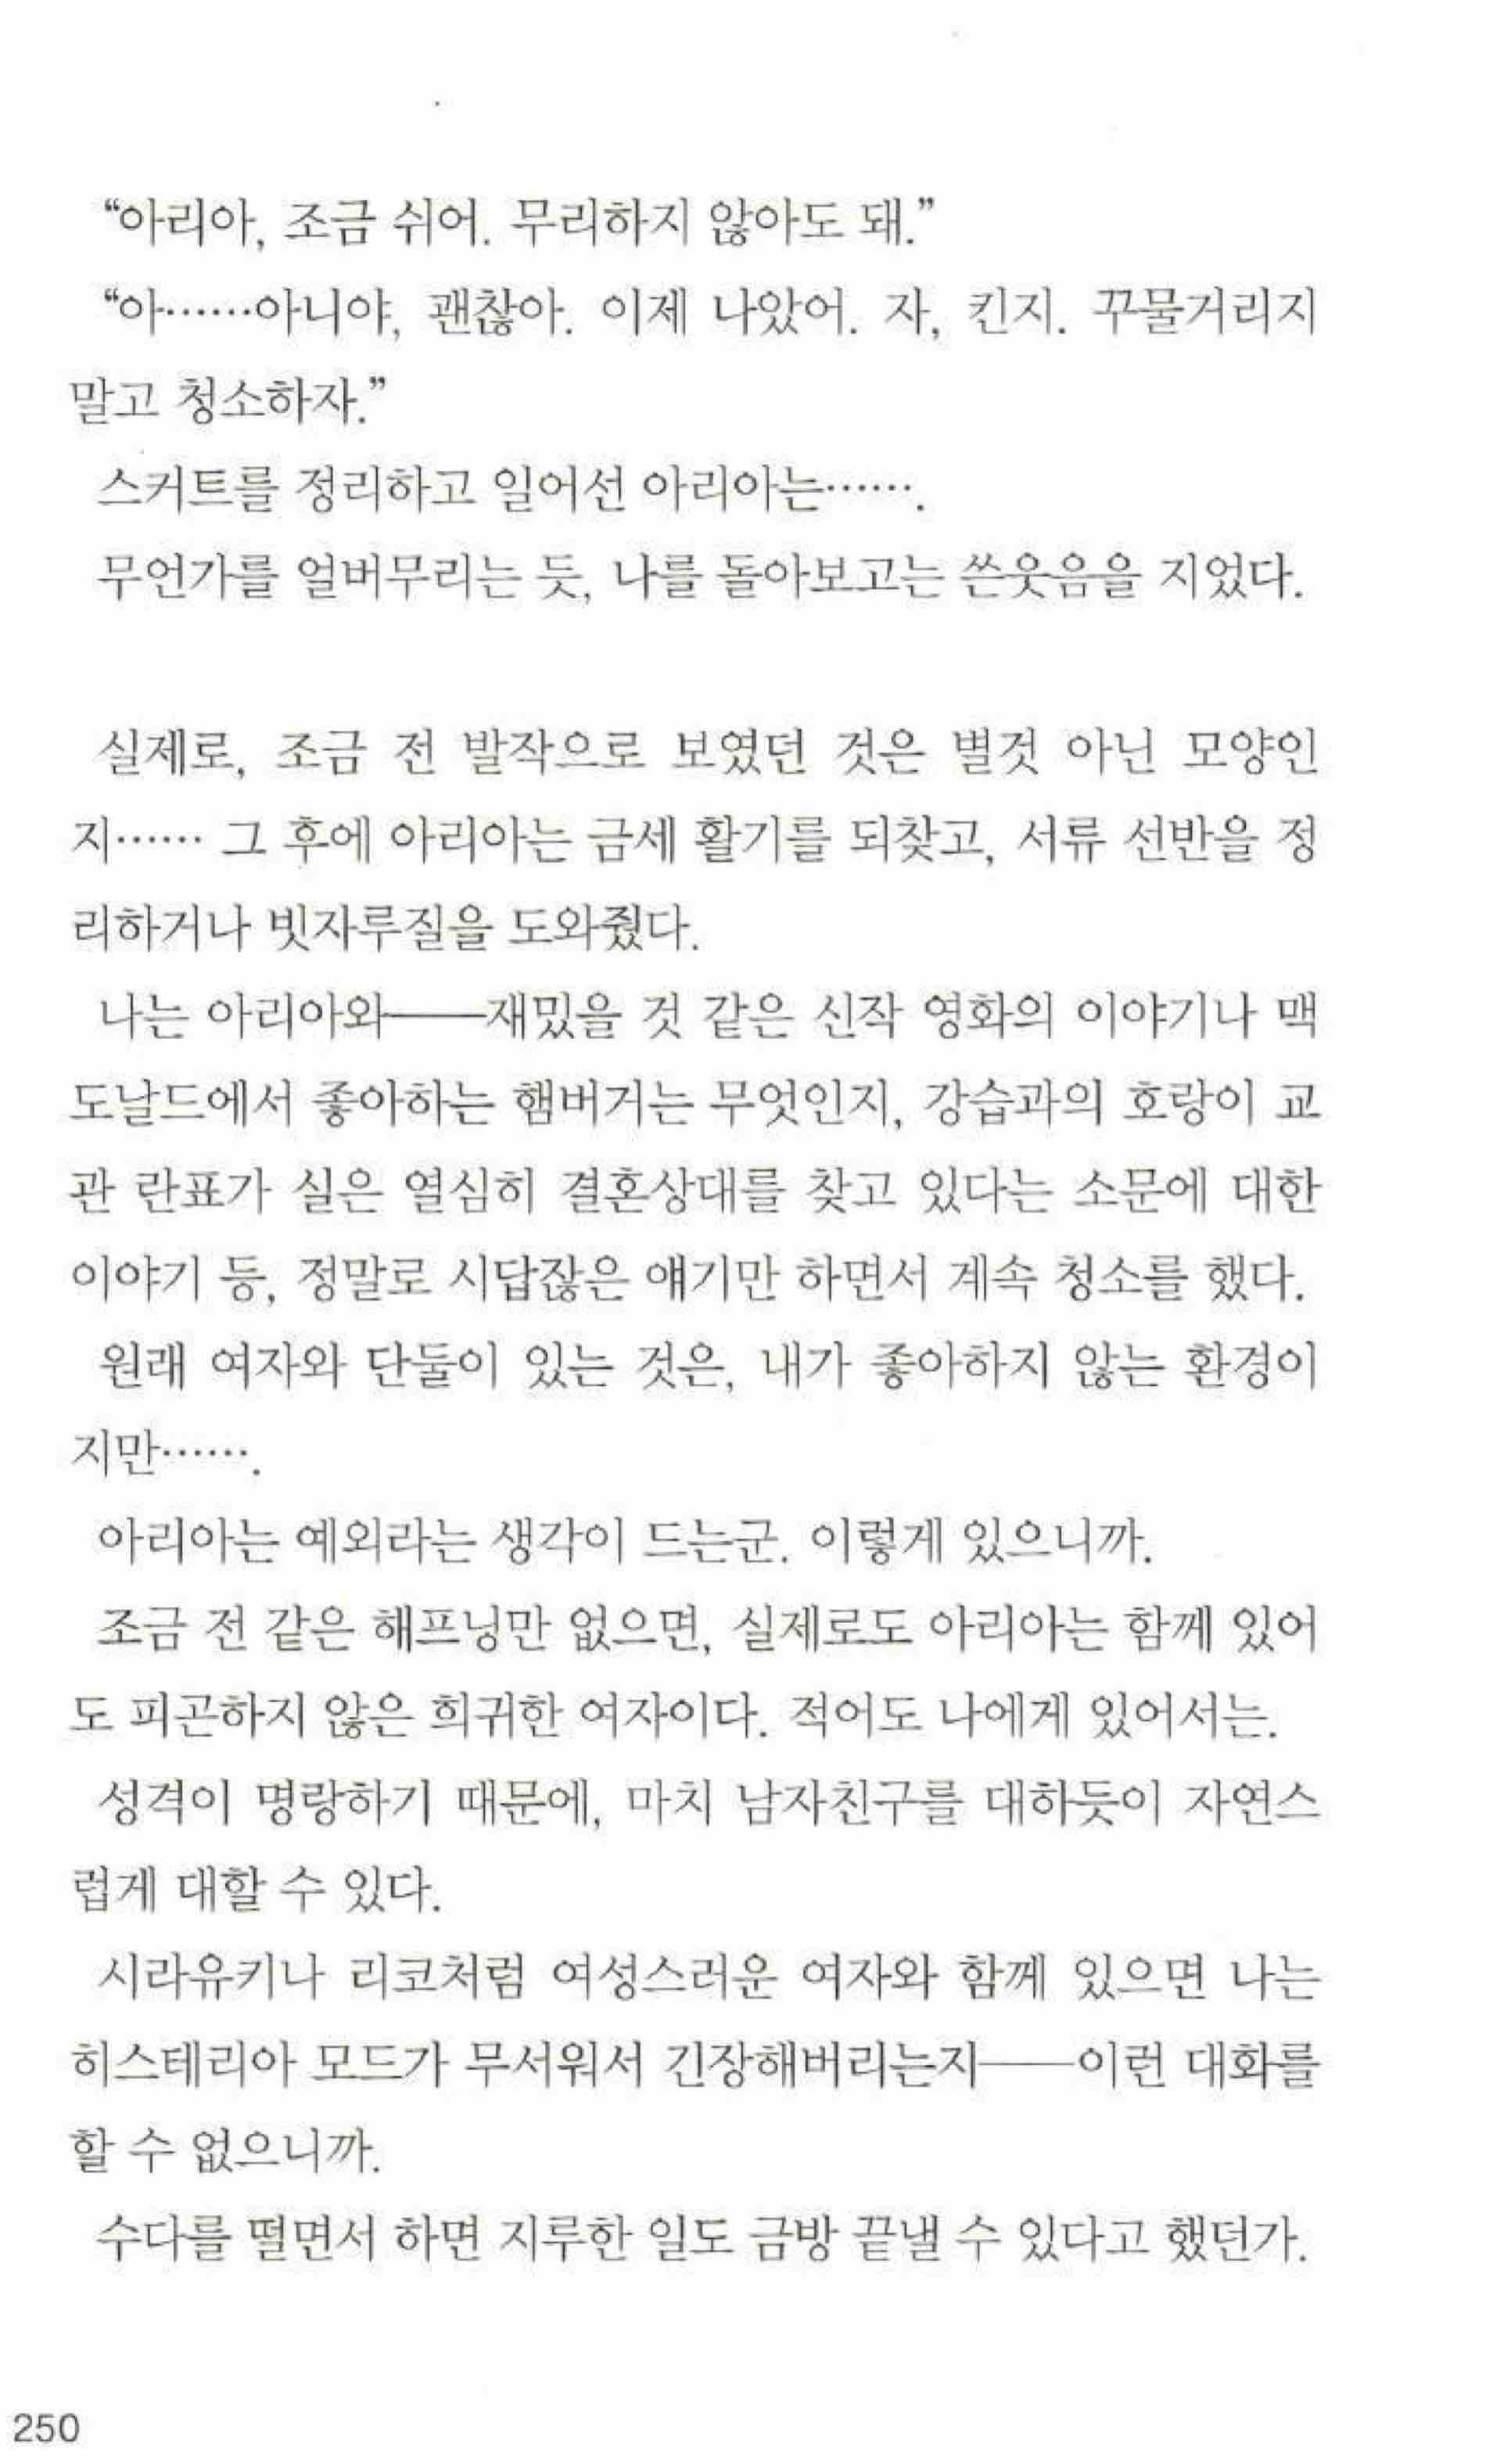 “아리아, 조금 쉬어. 무리하지 않아도 돼.”
“아……아니야, 괜찮아. 이제 나았어. 자, 킨지. 꾸물거리지
말고 청소하자.”
스커트를 정리하고 일어선 아리아는…….
무언가를 얼버무리는 듯, 나를 돌아보고는 쓴웃음을 지었다.
실제로, 조금 전 발작으로 보였던 것은 별것 아닌 모양인
지…… 그 후에 아리아는 금세 활기를 되찾고, 서류 선반을 정
리하거나 빗자루질을 도와줬다.
나는 아리아와――재밌을 것 같은 신작 영화의 이야기나 맥
도날드에서 좋아하는 햄버거는 무엇인지, 강습과의 호랑이 교
관 란표가 실은 열심히 결혼상대를 찾고 있다는 소문에 대한
이야기 등, 정말로 시답잖은 얘기만 하면서 계속 청소를 했다.
원래 여자와 단둘이 있는 것은, 내가 좋아하지 않는 환경이
지만…….
아리아는 예외라는 생각이 드는군. 이렇게 있으니까.
조금 전 같은 해프닝만 없으면, 실제로도 아리아는 함께 있어
도 피곤하지 않은 희귀한 여자이다. 적어도 나에게 있어서는.
성격이 명랑하기 때문에, 마치 남자친구를 대하듯이 자연스
럽게 대할 수 있다.
시라유키나 리코처럼 여성스러운 여자와 함께 있으면 나는
히스테리아 모드가 무서워서 긴장해버리는지――이런 대화를
할 수 없으니까.
수다를 떨면서 하면 지루한 일도 금방 끝낼 수 있다고 했던가.
250